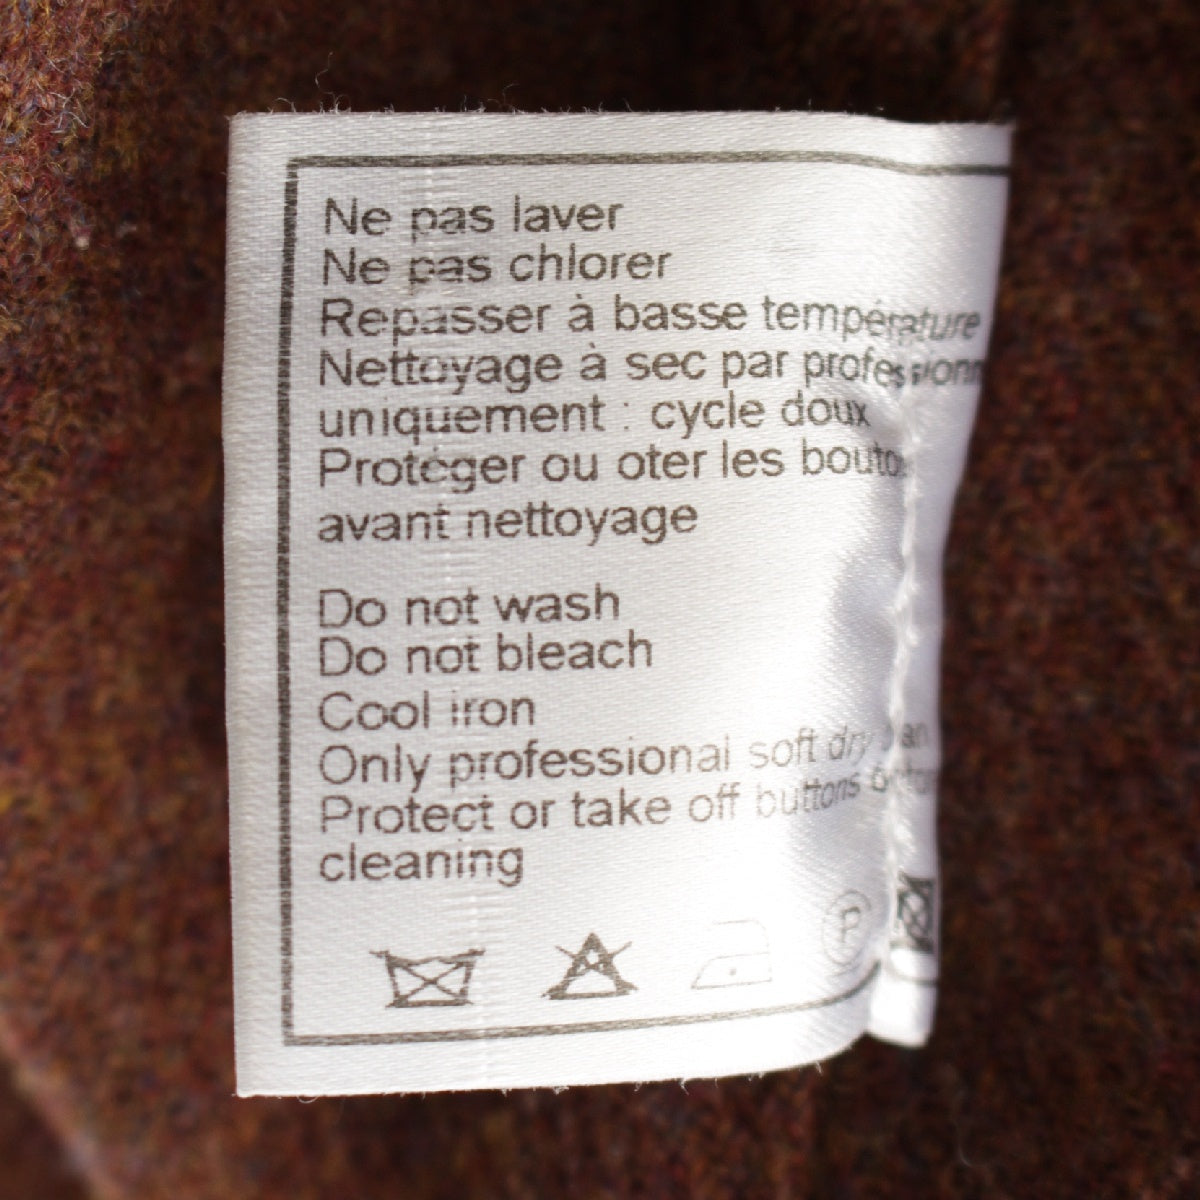 Ne pas laver
Ne pas chlorer
Repasser à basse température
Nettoyage à sec par professionn
uniquement : cycle doux
Protéger ou oter les bouto
avant nettoyage
Do not wash
Do not bleach
Cool iron
Only professional soft dry
Protect or take off buttons
cleaning
P